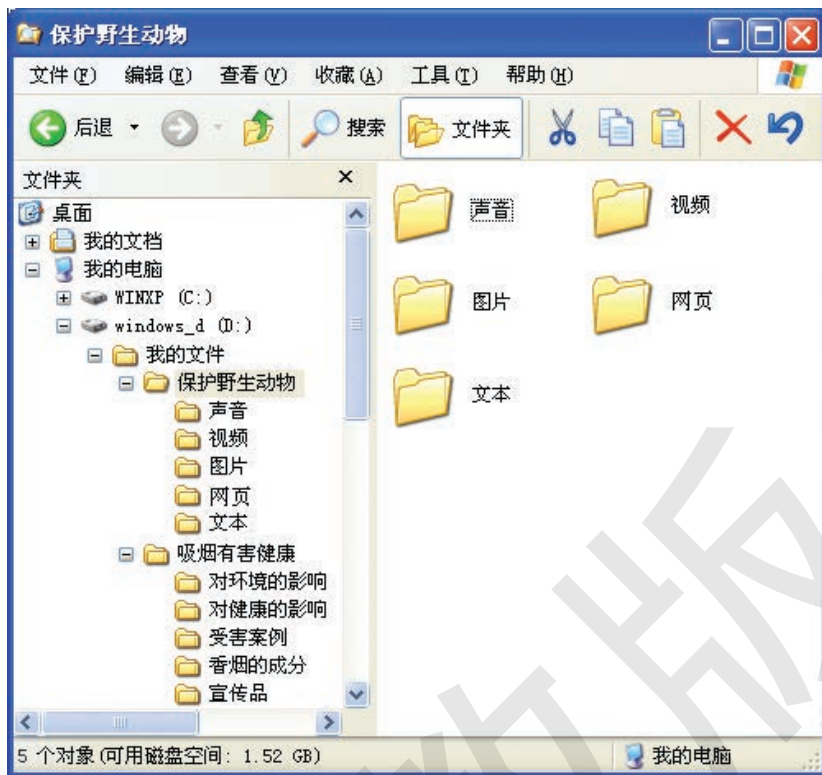 保护野生动物
文件(F) 编辑(E) 查看(V) 收藏(A) 工具(T) 帮助(H)
后退 搜索 文件夹
文件夹
桌面
我的文档
我的电脑
WINXP (C:)
windows_d (D:)
我的文件
保护野生动物
声音
视频
图片
网页
文本
吸烟有害健康
对环境的影响
对健康的影响
受害案例
香烟的成分
宣传品
声音 视频
图片 网页
文本
5 个对象(可用磁盘空间: 1.52 GB) 我的电脑